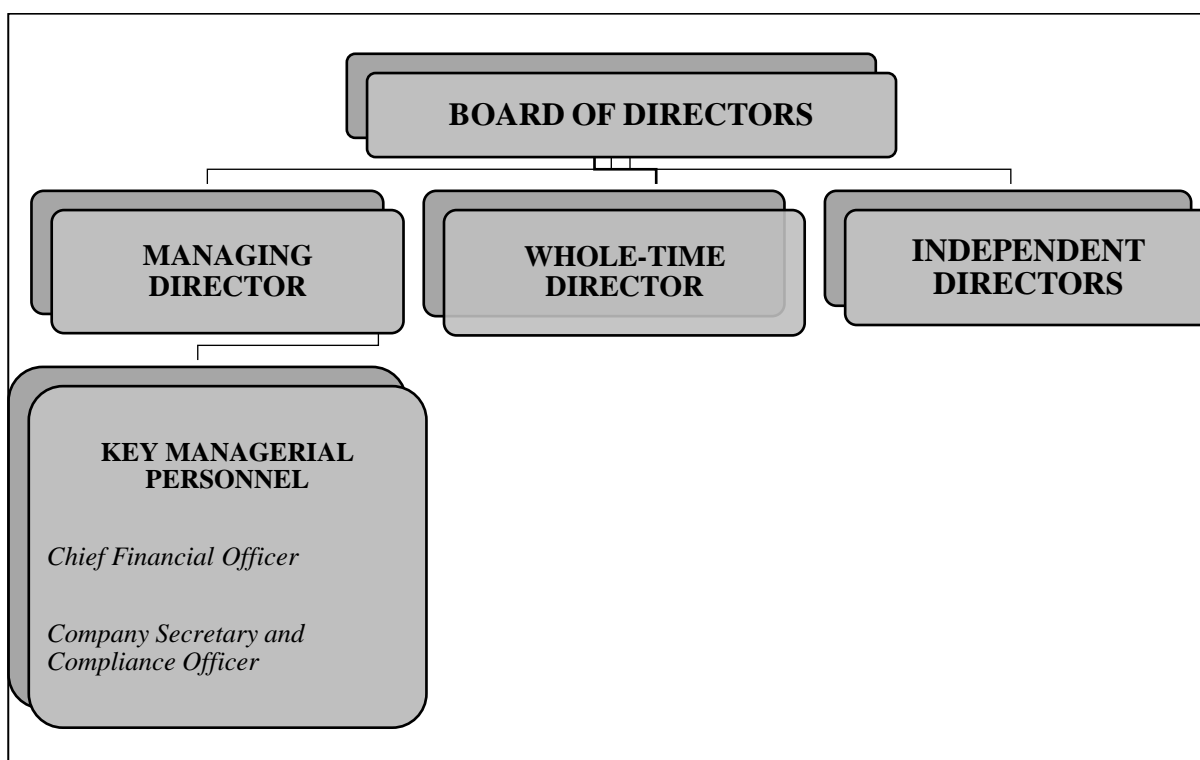 BOARD OF DIRECTORS
MANAGING
DIRECTOR
WHOLE-TIME
DIRECTOR
INDEPENDENT
DIRECTORS
KEY MANAGERIAL
PERSONNEL
Chief Financial Officer
Company Secretary and
Compliance Officer